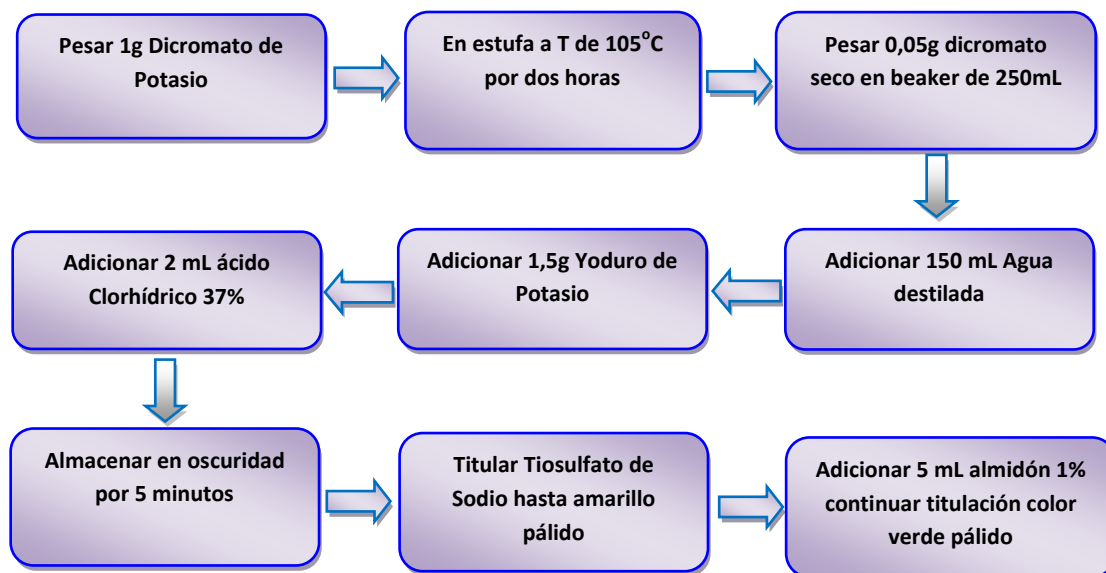 Pesar 1g Dicromato de
Potasio
En estufa a T de 105°C
por dos horas
Pesar 0,05g dicromato
seco en beaker de 250mL
Adicionar 150 mL Agua
destilada
Adicionar 1,5g Yoduro de
Potasio
Adicionar 2 mL ácido
Clorhídrico 37%
Almacenar en oscuridad
por 5 minutos
Titular Tiosulfato de
Sodio hasta amarillo
pálido
Adicionar 5 mL almidón 1%
continuar titulación color
verde pálido